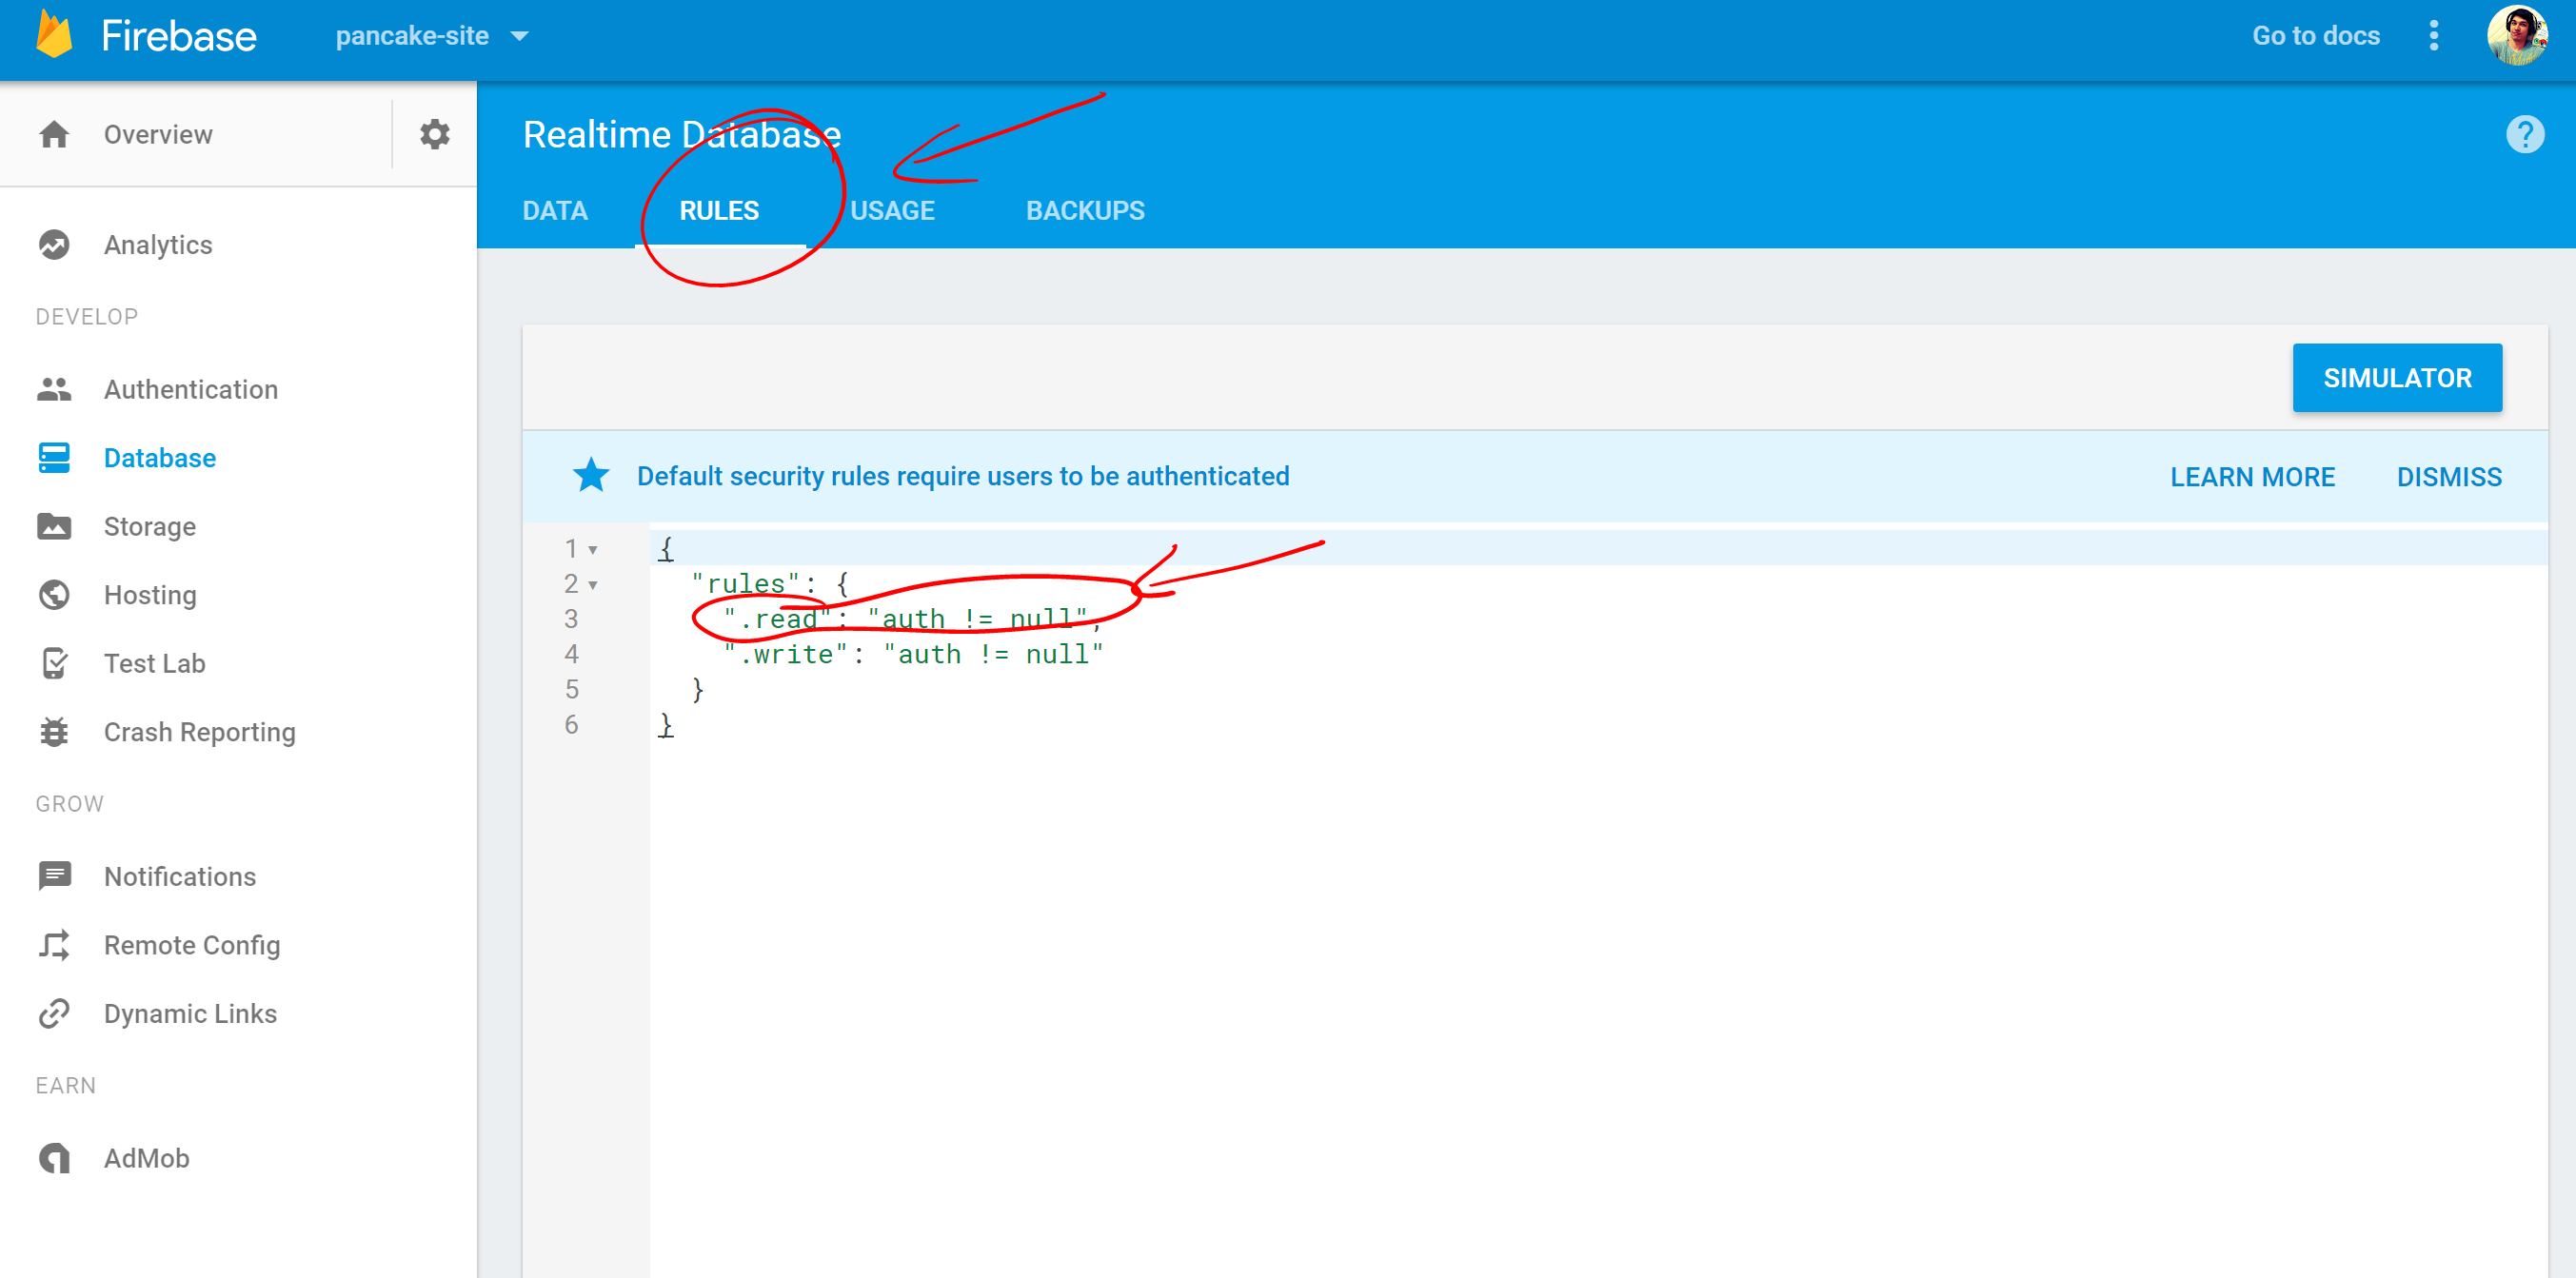 Firebase pancake-site Go to docs
Overview
Analytics
DEVELOP
Authentication
Database
Storage
Hosting
Test Lab
Crash Reporting
GROW
Notifications
Remote Config
Dynamic Links
EARN
AdMob
Realtime Database ?
DATA RULES USAGE BACKUPS
SIMULATOR
Default security rules require users to be authenticated LEARN MORE DISMISS
1 {
2 "rules": {
3 ".read": "auth != null",
4 ".write": "auth != null"
5 }
6 }